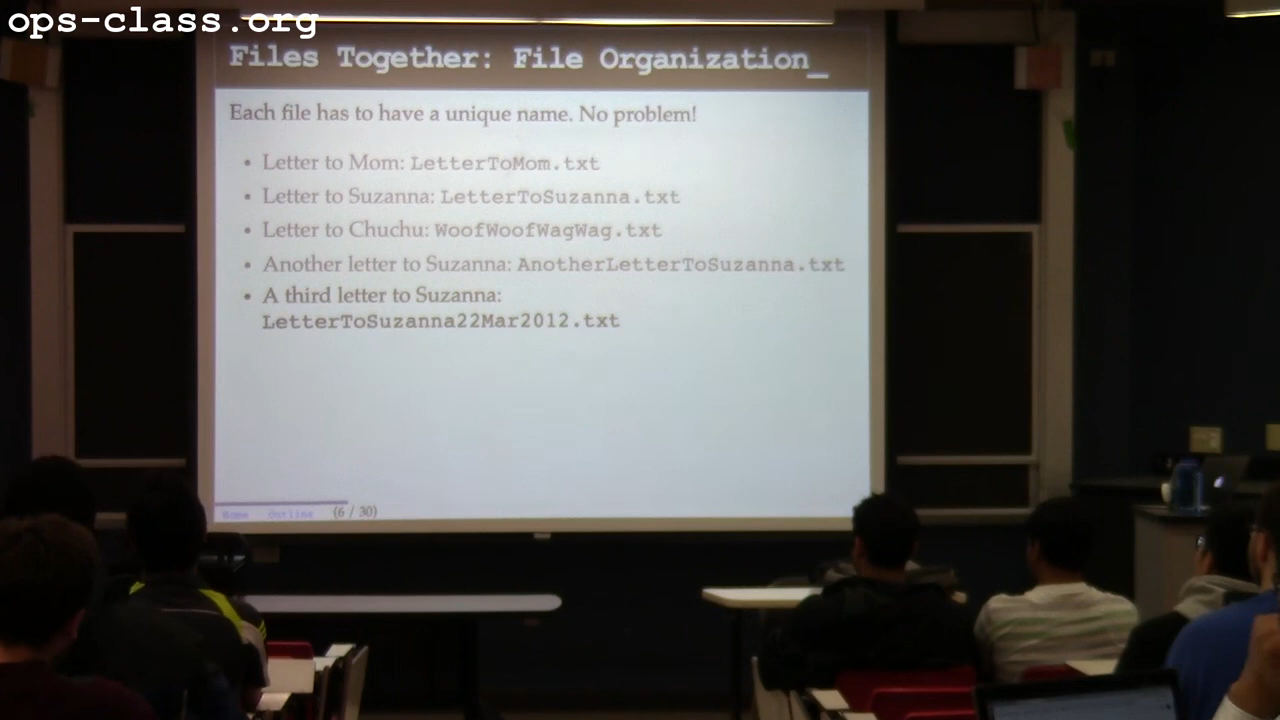 ops-class.org
Files Together: File Organization_
Each file has to have a unique name. No problem!
• Letter to Mom: LetterToMom.txt
• Letter to Suzanna: LetterToSuzanna.txt
• Letter to Chuchu: WoofWoofWagWag.txt
• Another letter to Suzanna: AnotherLetterToSuzanna.txt
• A third letter to Suzanna:
LetterToSuzanna22Mar2012.txt
Home Outline (6 / 30)